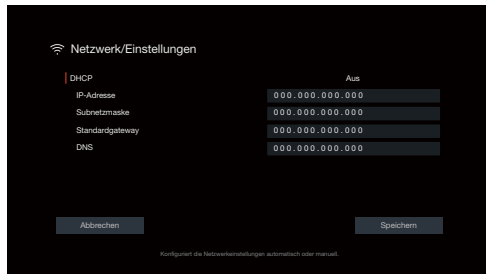 Netzwerk/Einstellungen
DHCP Aus
IP-Adresse 000.000.000.000
Subnetzmaske 000.000.000.000
Standardgateway 000.000.000.000
DNS 000.000.000.000
Abbrechen Speichern
Konfiguriert die Netzwerkeinstellungen automatisch oder manuell.